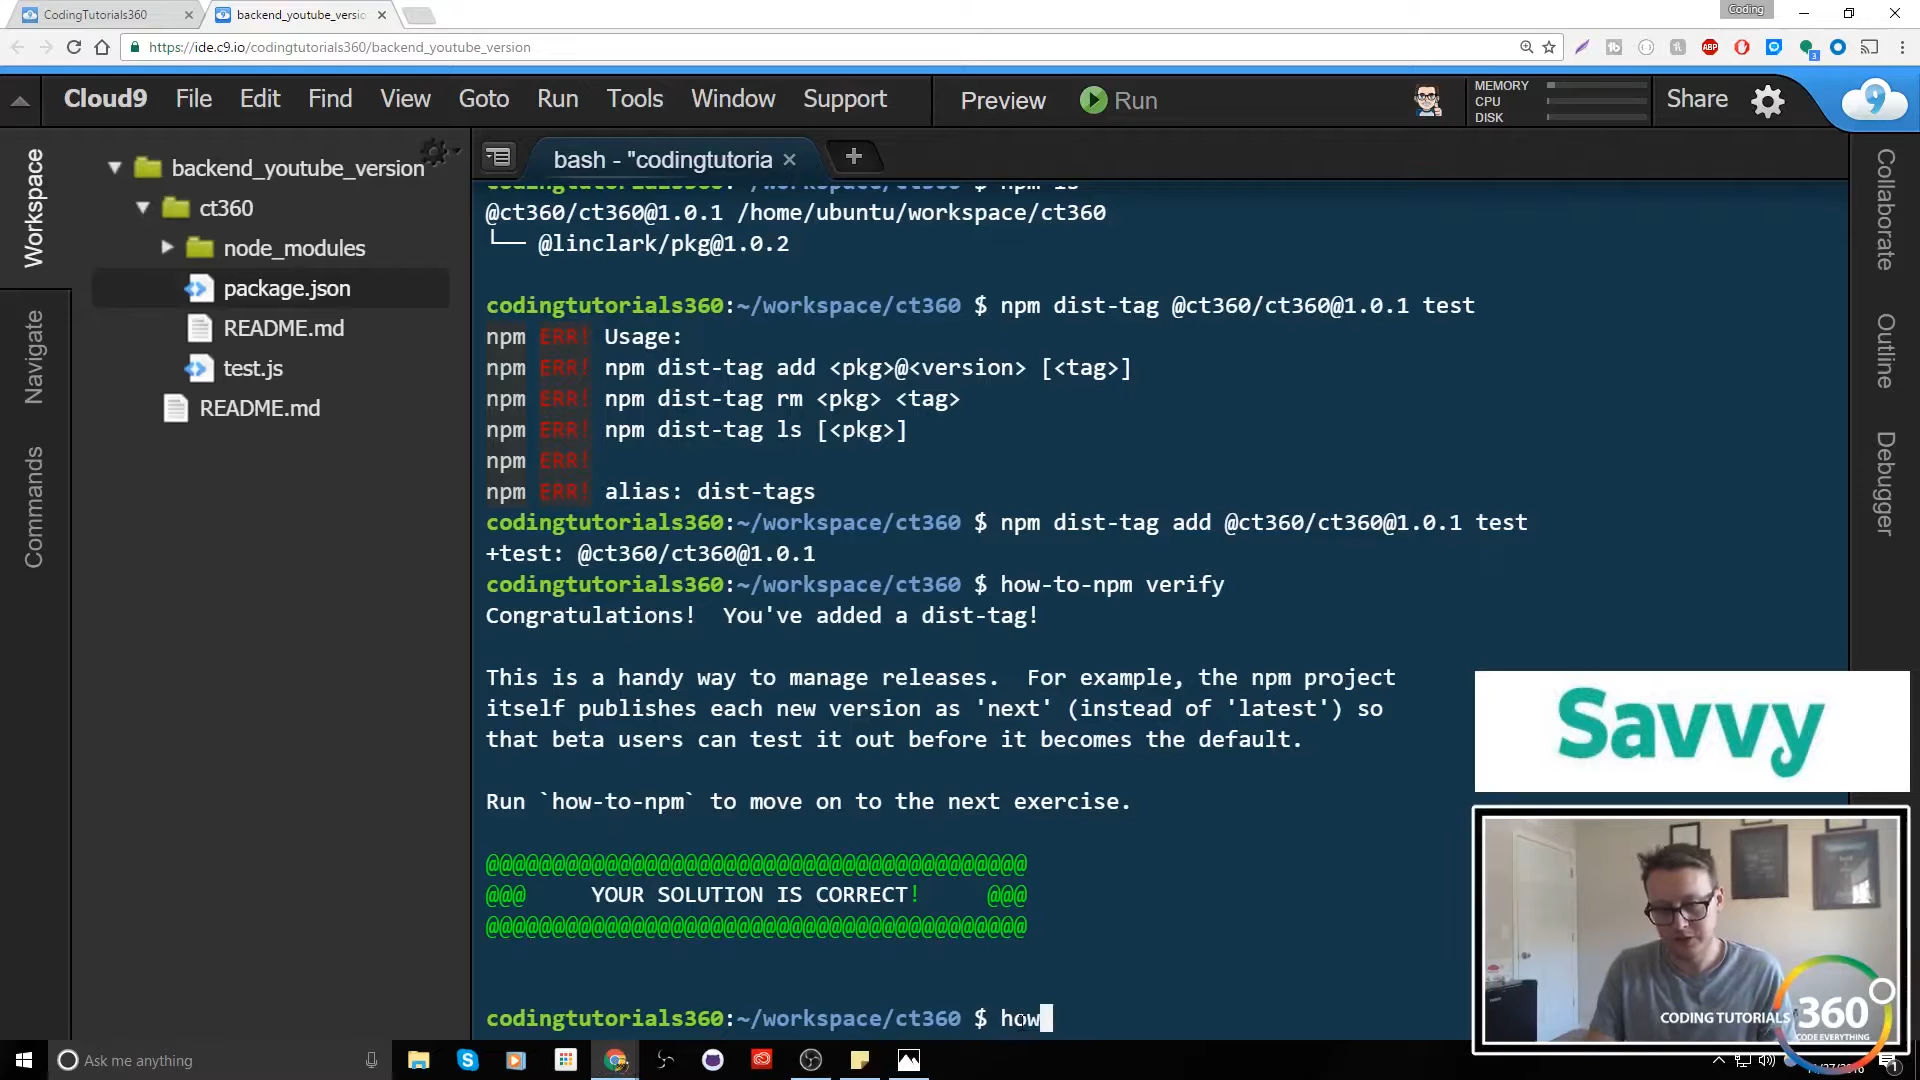 CodingTutorials360
backend_youtube_versio
Coding
https://ide.c9.io/codingtutorials360/backend_youtube_version
ABP
3
Cloud9 File Edit Find View Goto Run Tools Window Support Preview Run
MEMORY
CPU
DISK
Share
9
Workspace
Navigate
Commands
backend_youtube_version
ct360
node_modules
package.json
README.md
test.js
README.md
bash - "codingtutoria
codingtutorials360:~/workspace/ct360 $ npm ls
@ct360/ct360@1.0.1 /home/ubuntu/workspace/ct360
└── @linclark/pkg@1.0.2
codingtutorials360:~/workspace/ct360 $ npm dist-tag @ct360/ct360@1.0.1 test
npm ERR! Usage:
npm ERR! npm dist-tag add <pkg>@<version> [<tag>]
npm ERR! npm dist-tag rm <pkg> <tag>
npm ERR! npm dist-tag ls [<pkg>]
npm ERR!
npm ERR! alias: dist-tags
codingtutorials360:~/workspace/ct360 $ npm dist-tag add @ct360/ct360@1.0.1 test
+test: @ct360/ct360@1.0.1
codingtutorials360:~/workspace/ct360 $ how-to-npm verify
Congratulations! You've added a dist-tag!
This is a handy way to manage releases. For example, the npm project
itself publishes each new version as 'next' (instead of 'latest') so
that beta users can test it out before it becomes the default.
Run `how-to-npm` to move on to the next exercise.
@@@@@@@@@@@@@@@@@@@@@@@@@@@@@@@@@@@@@@@@@
@@@ YOUR SOLUTION IS CORRECT! @@@
@@@@@@@@@@@@@@@@@@@@@@@@@@@@@@@@@@@@@@@@@
codingtutorials360:~/workspace/ct360 $ how
Collaborate
Outline
Debugger
Savvy
CODING TUTORIALS 360
CODE EVERYTHING
Ask me anything
1